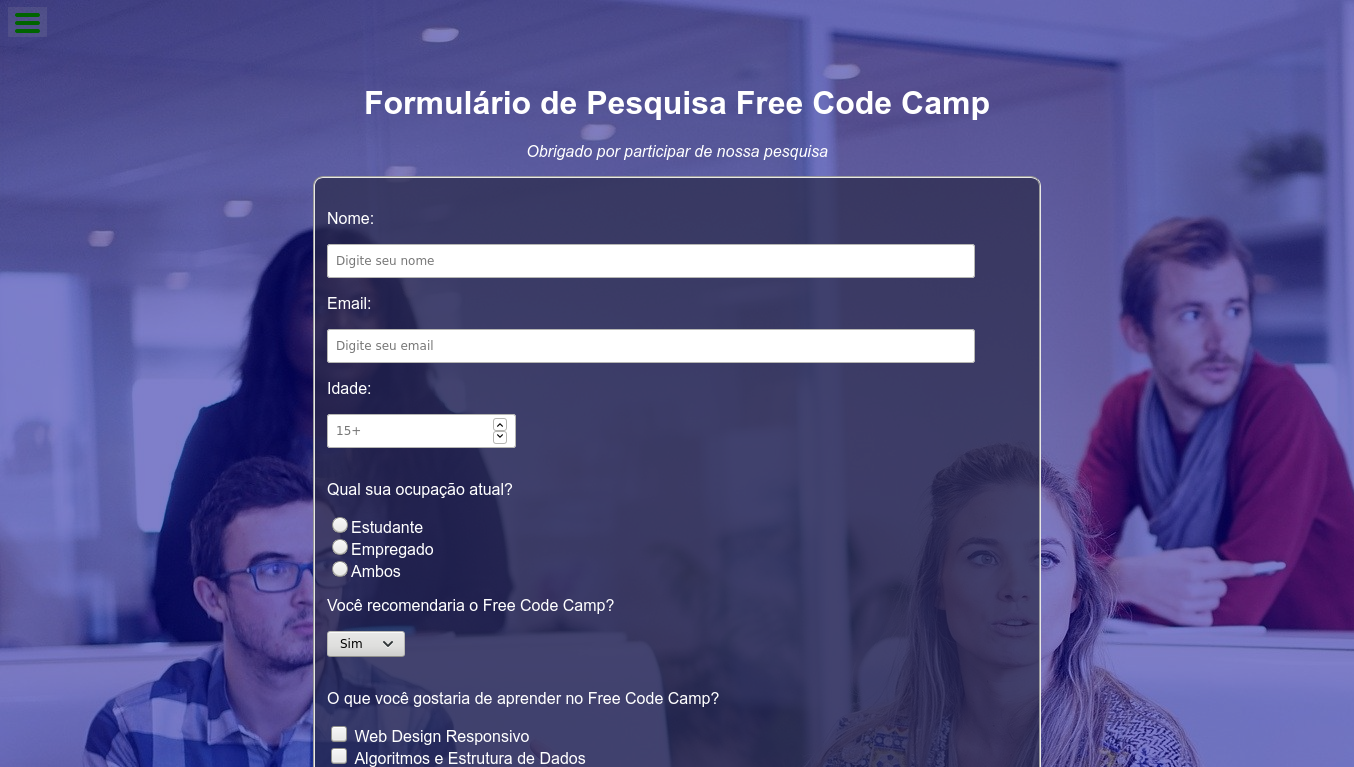 Formulário de Pesquisa Free Code Camp
Obrigado por participar de nossa pesquisa
Nome:
Digite seu nome
Email:
Digite seu email
Idade:
15+
Qual sua ocupação atual?
Estudante
Empregado
Ambos
Você recomendaria o Free Code Camp?
Sim
O que você gostaria de aprender no Free Code Camp?
Web Design Responsivo
Algoritmos e Estrutura de Dados